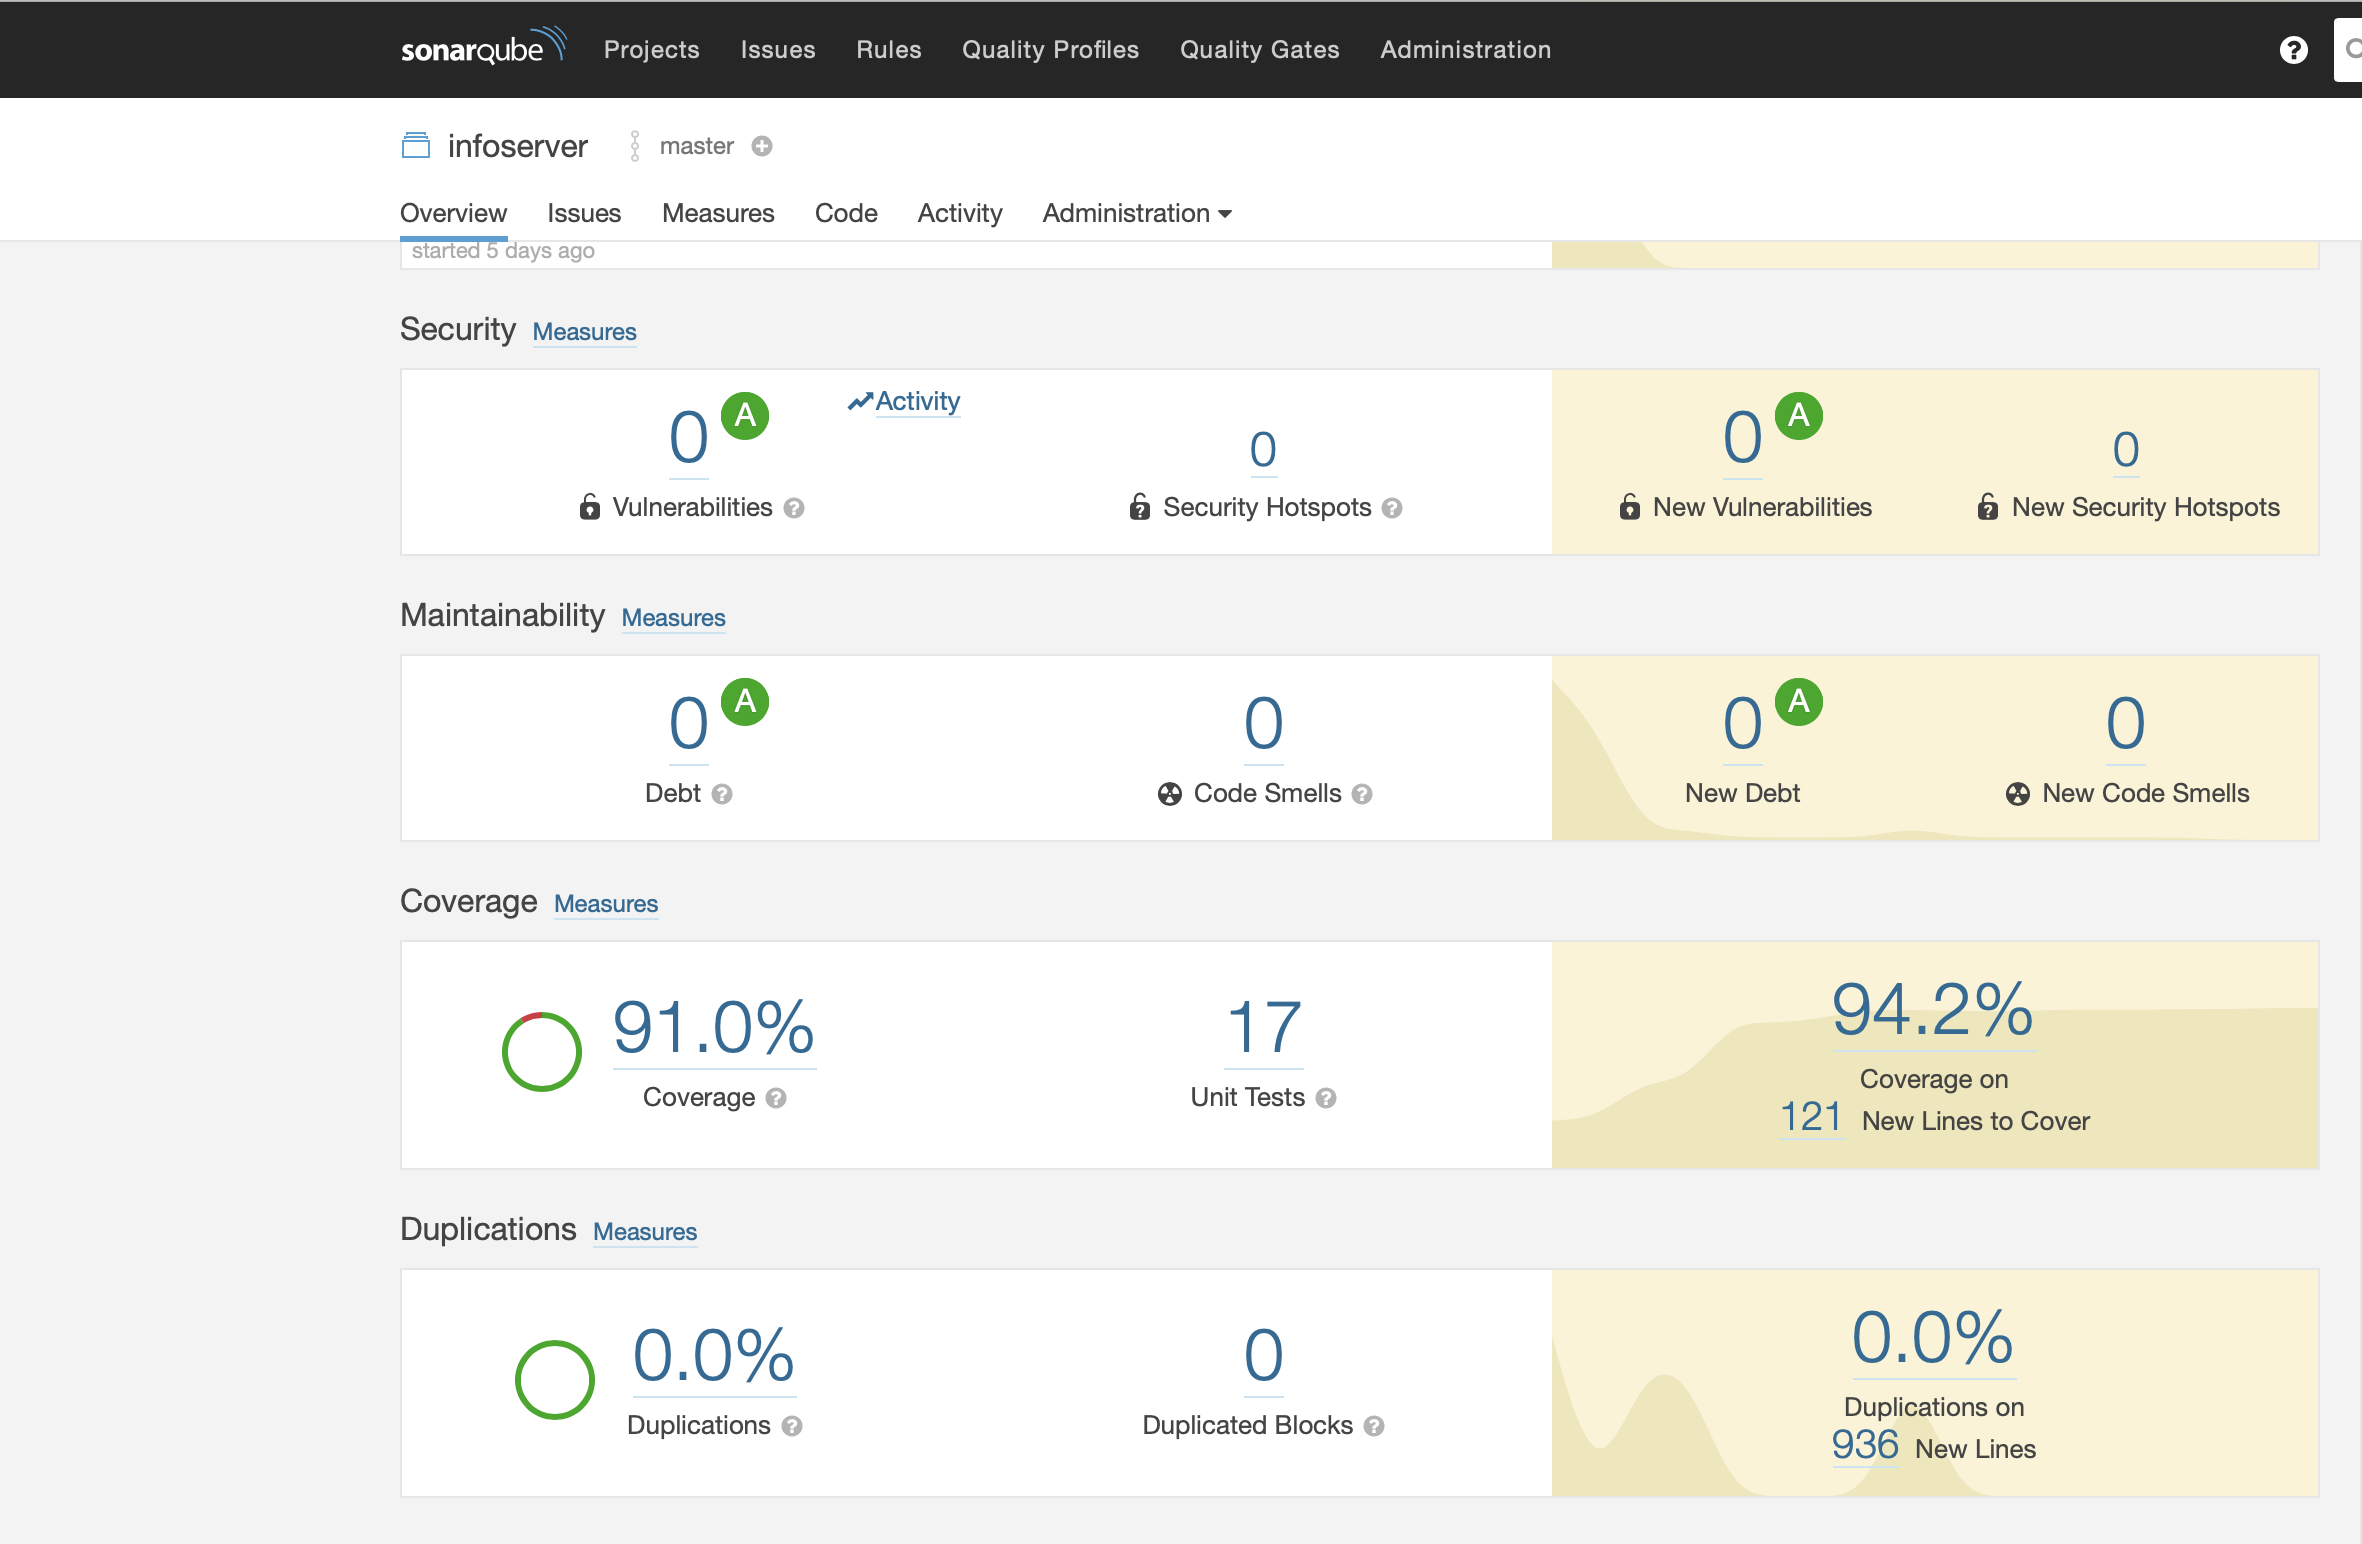 sonarqube Projects Issues Rules Quality Profiles Quality Gates Administration
infoserver master
Overview Issues Measures Code Activity Administration
started 5 days ago
Security Measures
0 A Activity 0 0 A 0
Vulnerabilities ? Security Hotspots ? New Vulnerabilities New Security Hotspots
Maintainability Measures
0 A 0 0 A 0
Debt ? Code Smells ? New Debt New Code Smells
Coverage Measures
91.0% 17 94.2%
Coverage ? Unit Tests ? Coverage on
121 New Lines to Cover
Duplications Measures
0.0% 0 0.0%
Duplications ? Duplicated Blocks ? Duplications on
936 New Lines